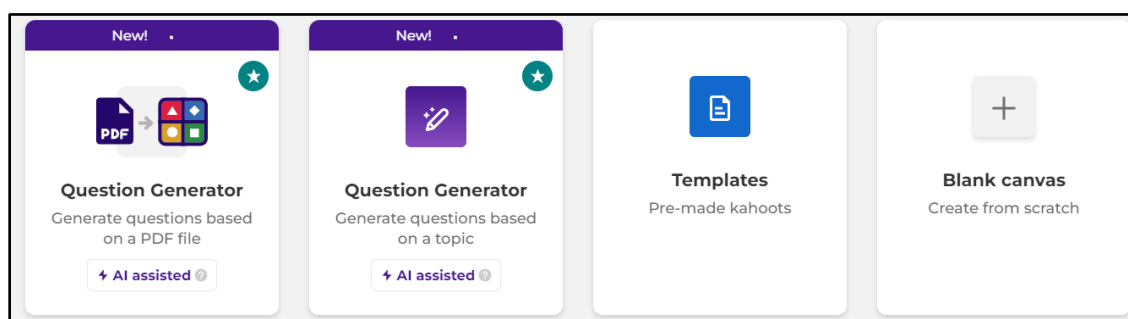 New!
PDF
Question Generator
Generate questions based
on a PDF file
AI assisted ?
New!
Question Generator
Generate questions based
on a topic
AI assisted ?
Templates
Pre-made kahoots
Blank canvas
Create from scratch